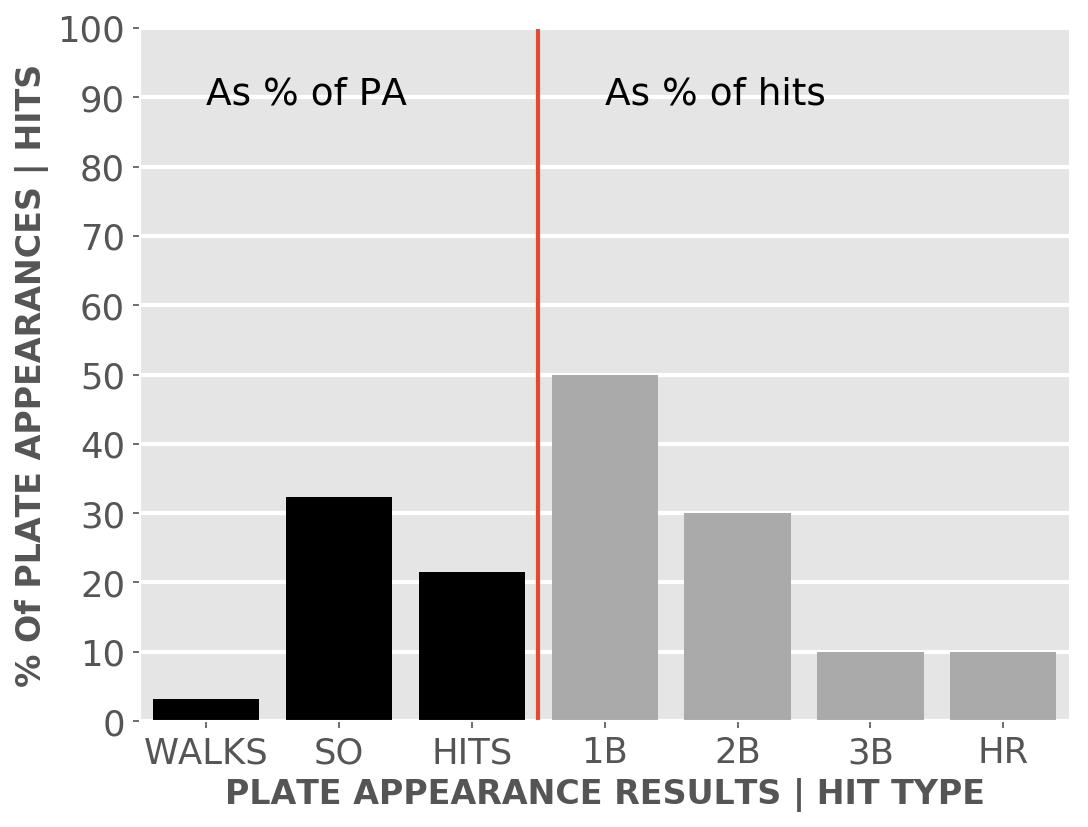 % Of PLATE APPEARANCES | HITS
100
90
80
70
60
50
40
30
20
10
0
As % of PA
As % of hits
WALKS SO HITS 1B 2B 3B HR
PLATE APPEARANCE RESULTS | HIT TYPE